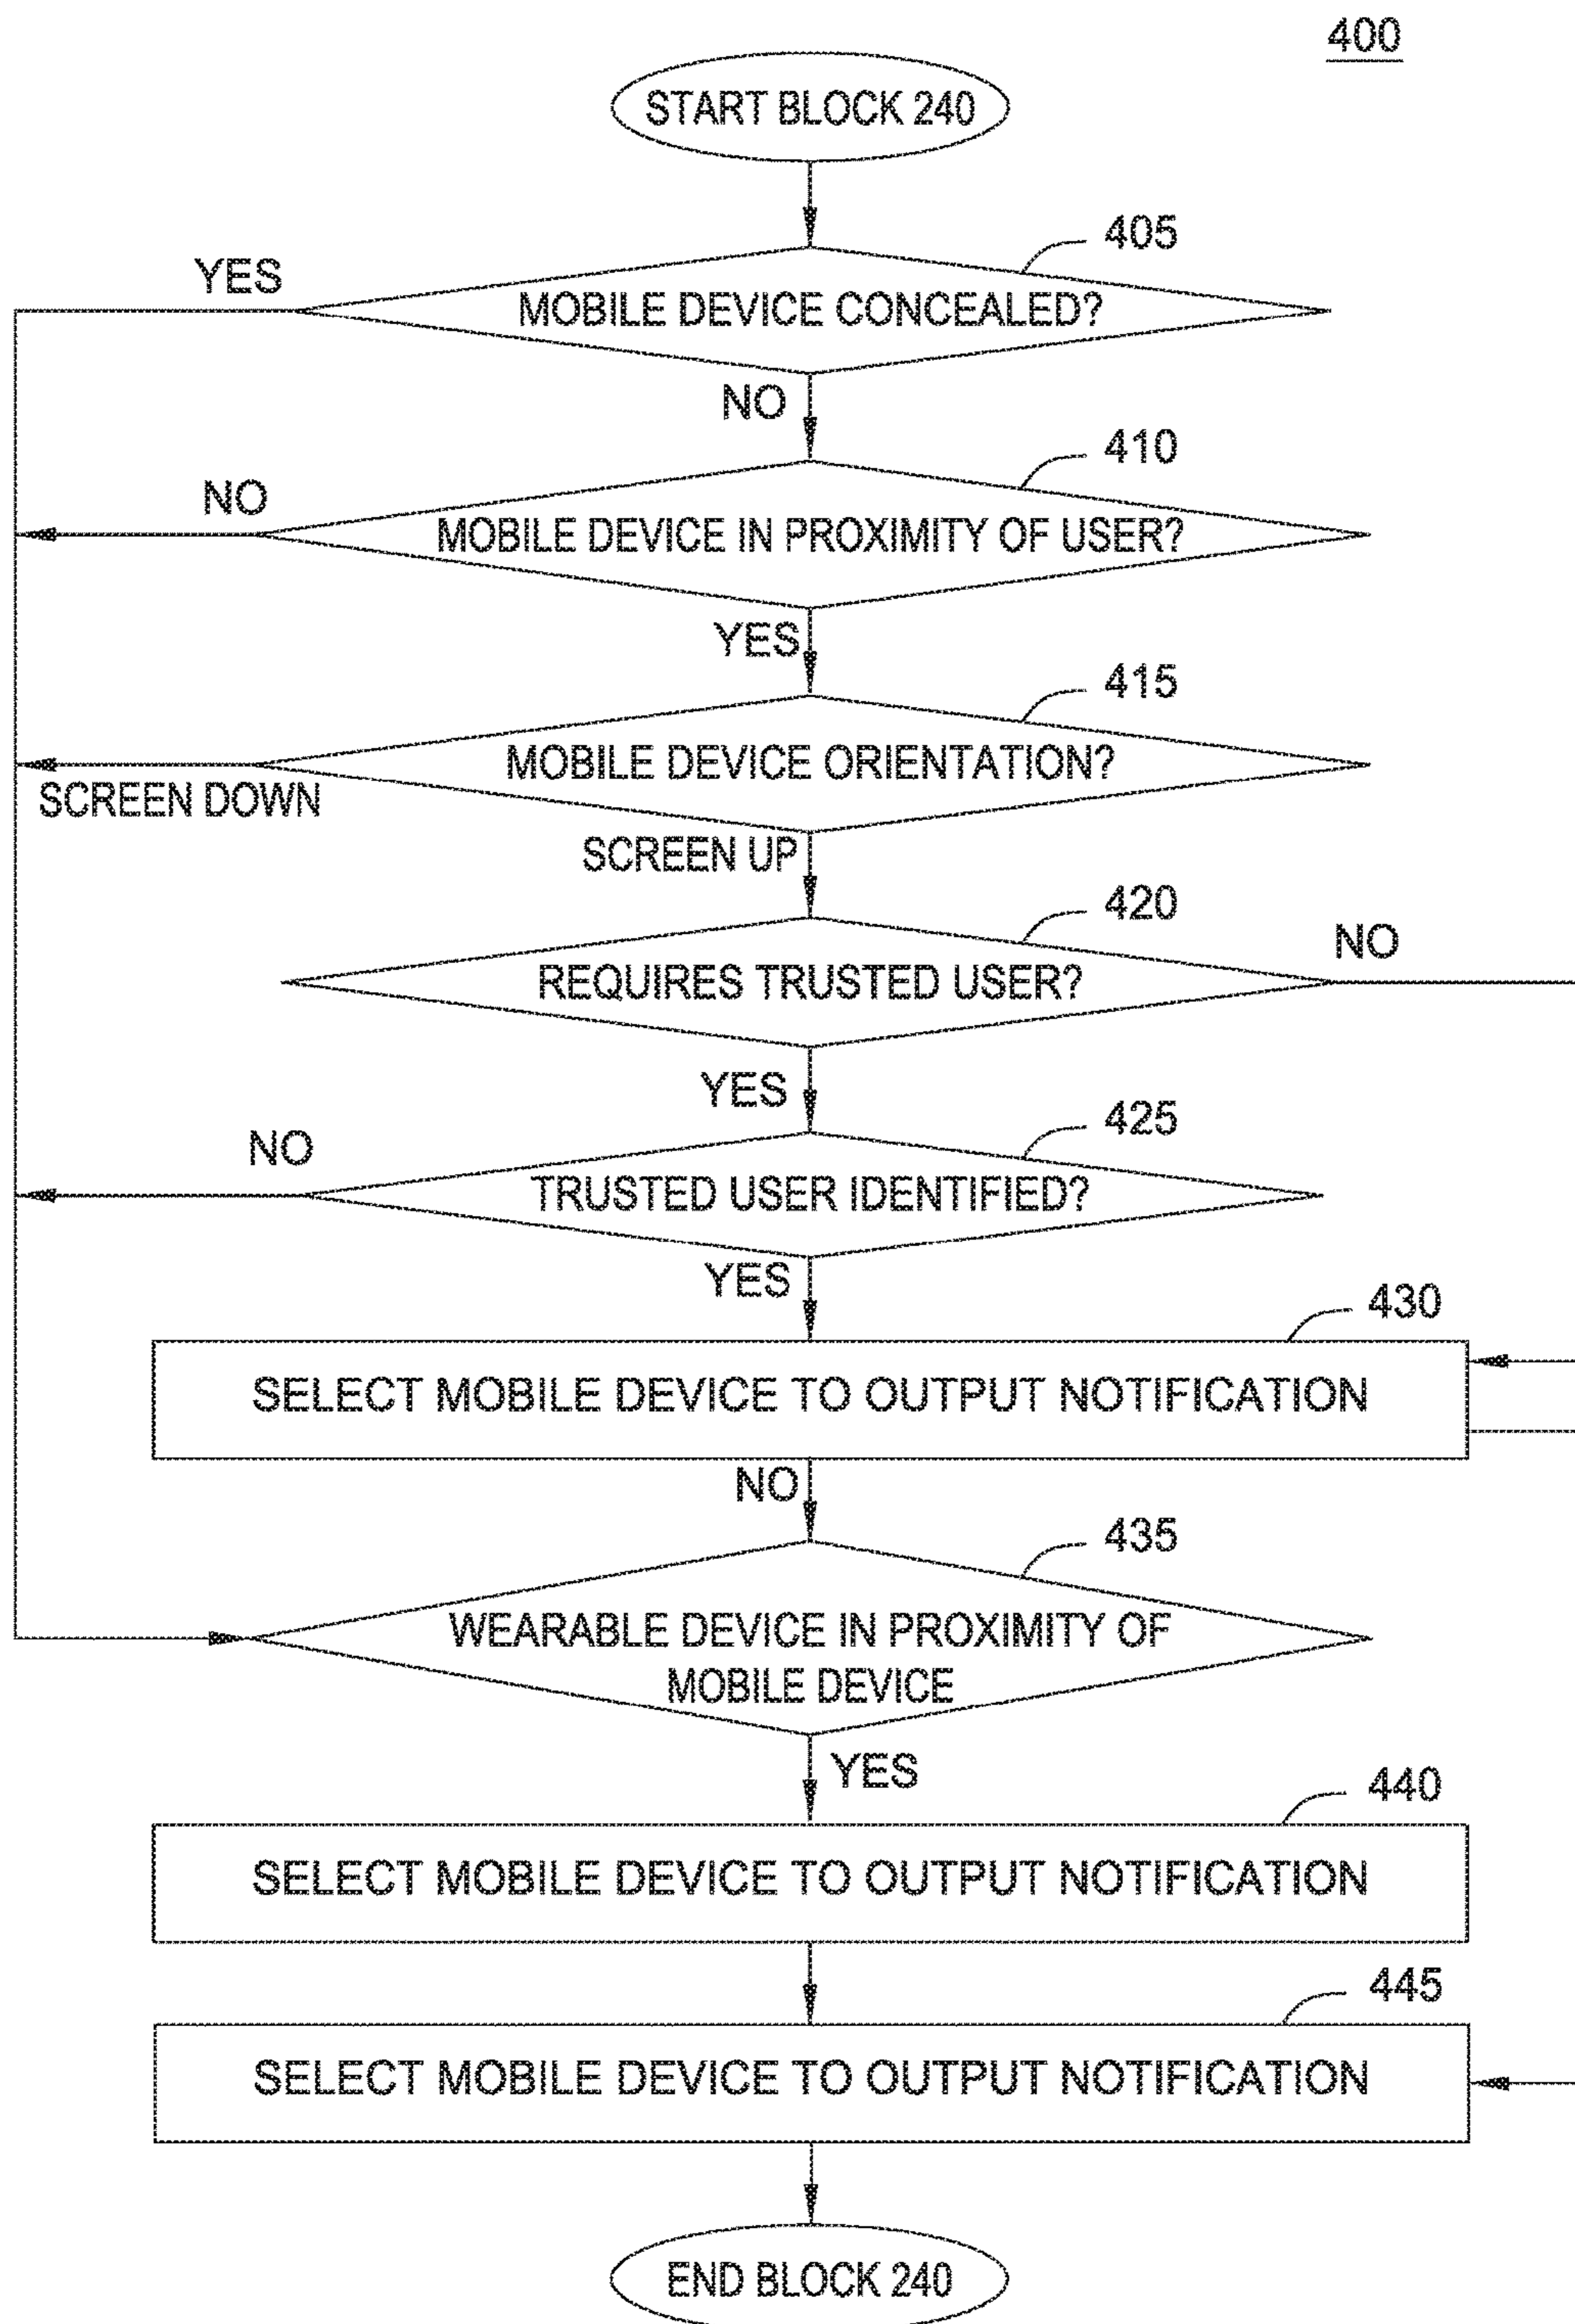 400
START BLOCK 240
405
YES
MOBILE DEVICE CONCEALED?
NO
410
NO
MOBILE DEVICE IN PROXIMITY OF USER?
YES
415
MOBILE DEVICE ORIENTATION?
SCREEN DOWN
SCREEN UP
420
NO
REQUIRES TRUSTED USER?
YES
425
NO
TRUSTED USER IDENTIFIED?
YES
430
SELECT MOBILE DEVICE TO OUTPUT NOTIFICATION
NO
435
WEARABLE DEVICE IN PROXIMITY OF
MOBILE DEVICE
YES
440
SELECT MOBILE DEVICE TO OUTPUT NOTIFICATION
445
SELECT MOBILE DEVICE TO OUTPUT NOTIFICATION
END BLOCK 240